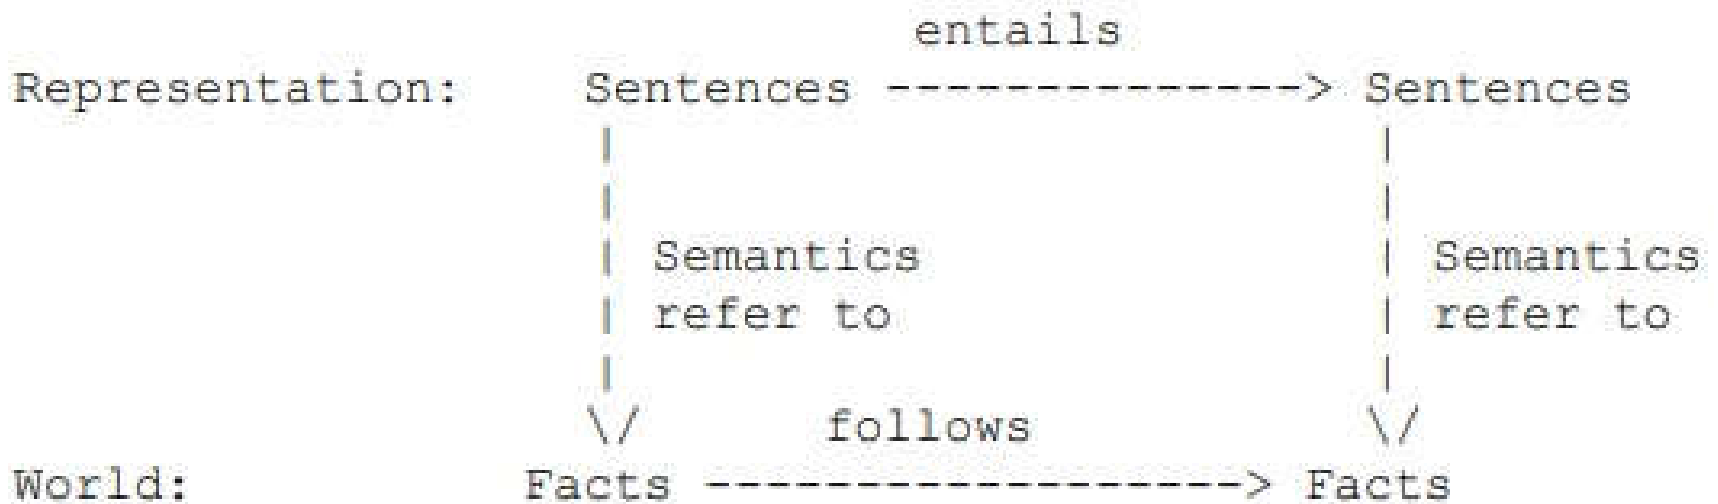 entails
Representation: Sentences --------------> Sentences
|                          |
|                          |
| Semantics | Semantics
| refer to | refer to
|                          |
\/ follows \/
World: Facts ------------------> Facts